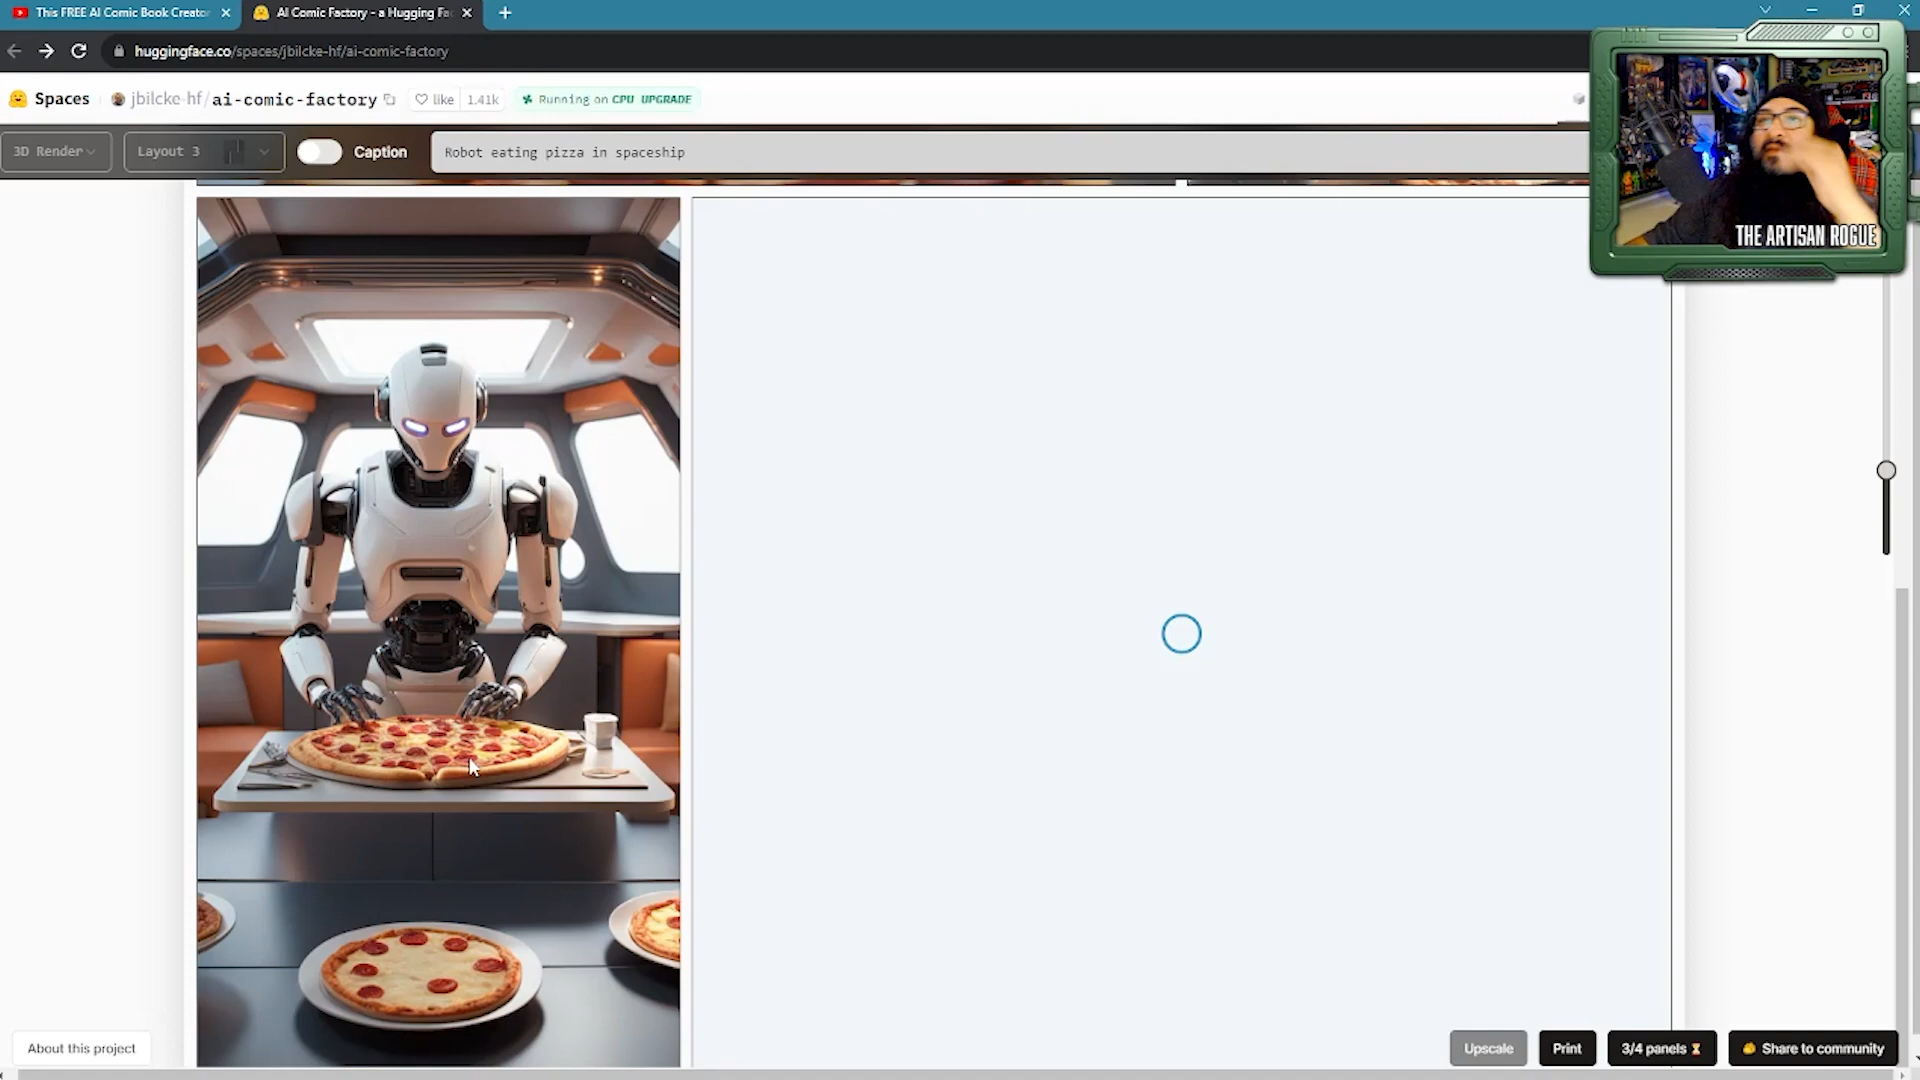 This FREE AI Comic Book Creator
AI Comic Factory - a Hugging Fa
huggingface.co/spaces/jbilcke-hf/ai-comic-factory
Spaces jbilcke-hf/ai-comic-factory like 1.41k Running on CPU UPGRADE
3D Render Layout 3 Caption Robot eating pizza in spaceship
THE ARTISAN ROGUE
About this project
Upscale Print 3/4 panels Share to community